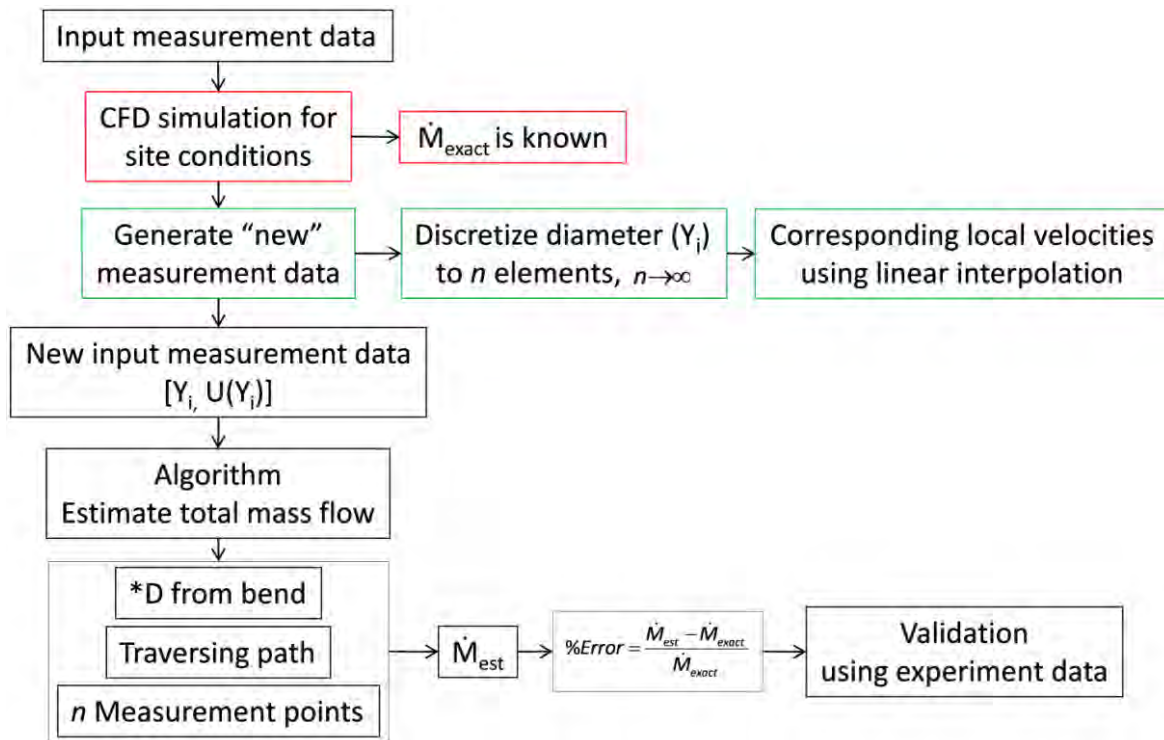 Input measurement data
CFD simulation for
site conditions
Ṁexact is known
Generate “new”
measurement data
Discretize diameter (Yi)
to n elements, n→∞
Corresponding local velocities
using linear interpolation
New input measurement data
[Yi, U(Yi)]
Algorithm
Estimate total mass flow
*D from bend
Traversing path
n Measurement points
Ṁest
%Error = (Ṁest − Ṁexact) / Ṁexact
Validation
using experiment data